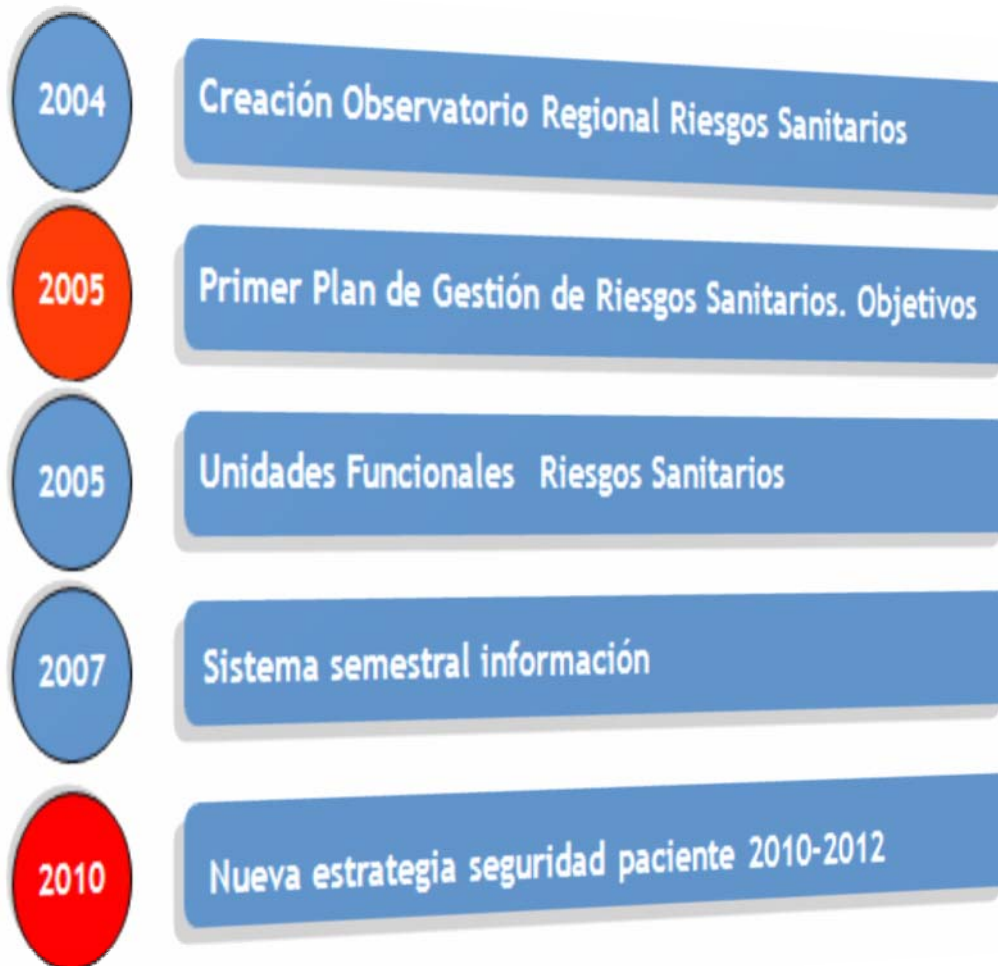 2004
Creación Observatorio Regional Riesgos Sanitarios
2005
Primer Plan de Gestión de Riesgos Sanitarios. Objetivos
2005
Unidades Funcionales Riesgos Sanitarios
2007
Sistema semestral información
2010
Nueva estrategia seguridad paciente 2010-2012